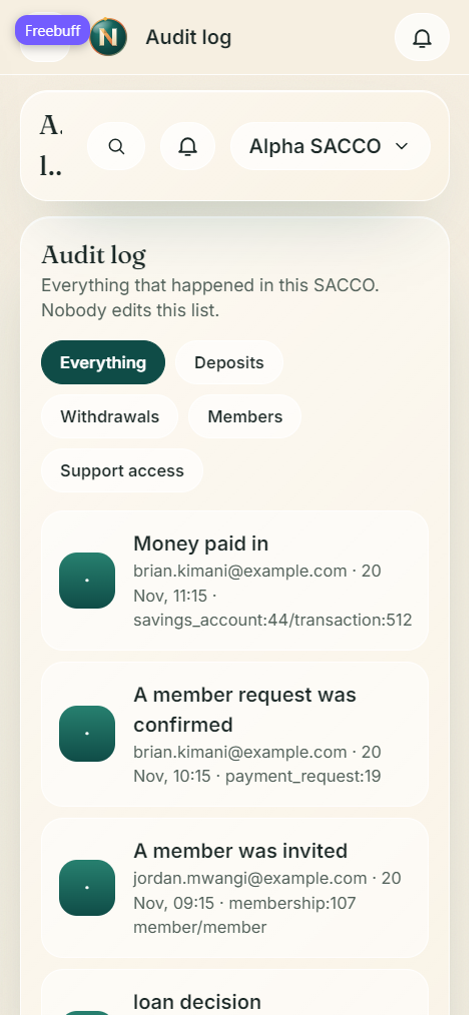 Freebuff
N
Audit log
A.
l..
Alpha SACCO
Audit log
Everything that happened in this SACCO.
Nobody edits this list.
Everything
Deposits
Withdrawals
Members
Support access
Money paid in
brian.kimani@example.com · 20
Nov, 11:15 ·
savings_account:44/transaction:512
A member request was
confirmed
brian.kimani@example.com · 20
Nov, 10:15 · payment_request:19
A member was invited
jordan.mwangi@example.com · 20
Nov, 09:15 · membership:107
member/member
loan decision